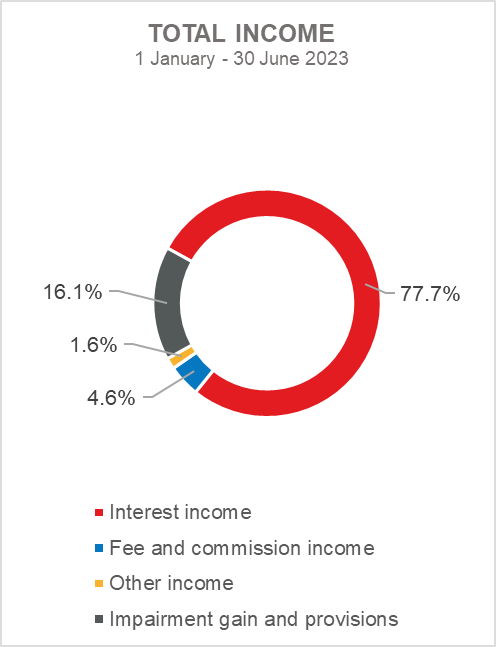 TOTAL INCOME
1 January - 30 June 2023
16.1%
77.7%
1.6%
4.6%
Interest income
Fee and commission income
Other income
Impairment gain and provisions